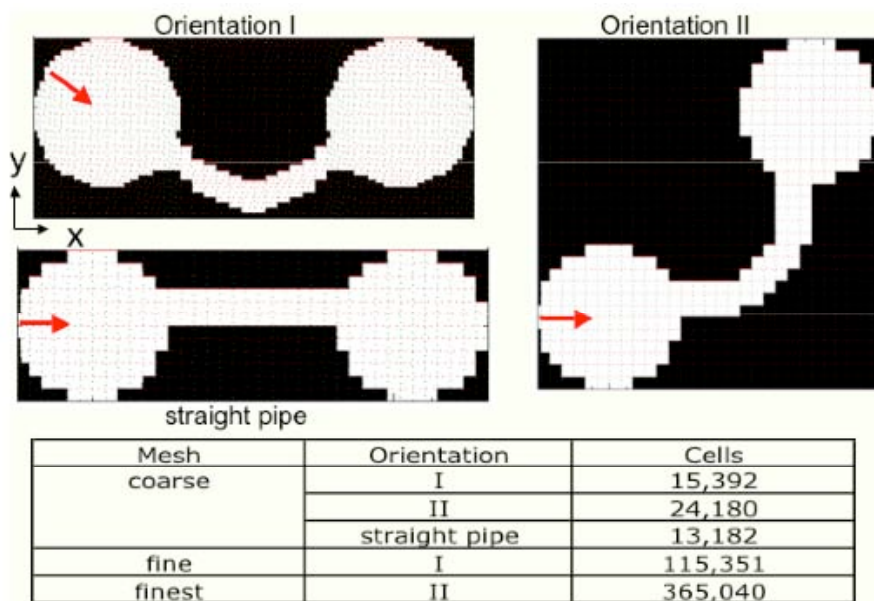 Orientation I
Orientation II
y
x
straight pipe
Mesh Orientation Cells
coarse I 15,392
II 24,180
straight pipe 13,182
fine I 115,351
finest II 365,040